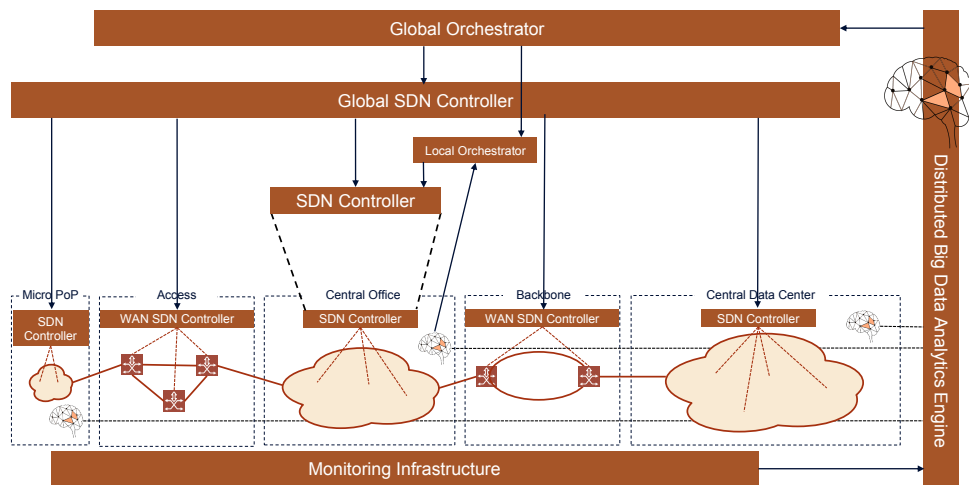 Global Orchestrator
Global SDN Controller
Local Orchestrator
SDN Controller
Micro PoP
Access
Central Office
Backbone
Central Data Center
SDN
Controller
WAN SDN Controller
SDN Controller
WAN SDN Controller
SDN Controller
Monitoring Infrastructure
Distributed Big Data Analytics Engine